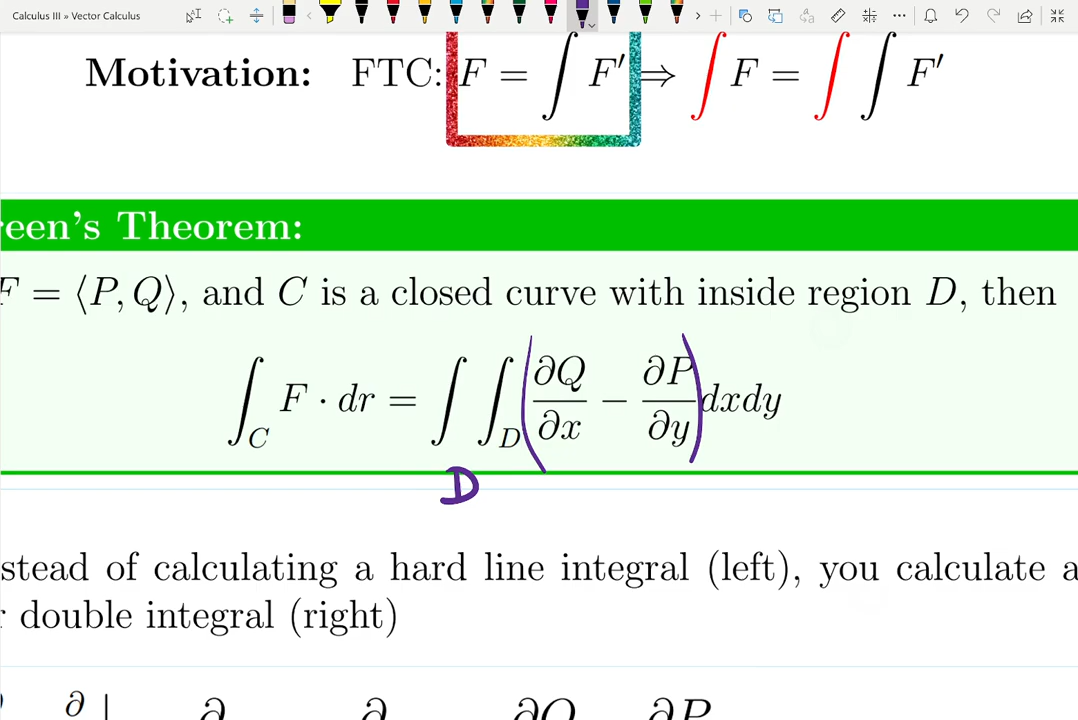 Calculus III » Vector Calculus
Motivation: FTC: F = ∫ F′ ⇒ ∫ F = ∫ ∫ F′
een's Theorem:
F = ⟨P, Q⟩, and C is a closed curve with inside region D, then
∫_C F · dr = ∫ ∫_D (∂Q/∂x − ∂P/∂y) dxdy
D
stead of calculating a hard line integral (left), you calculate a
r double integral (right)
∂ | ∂ ∂ ∂Q ∂P